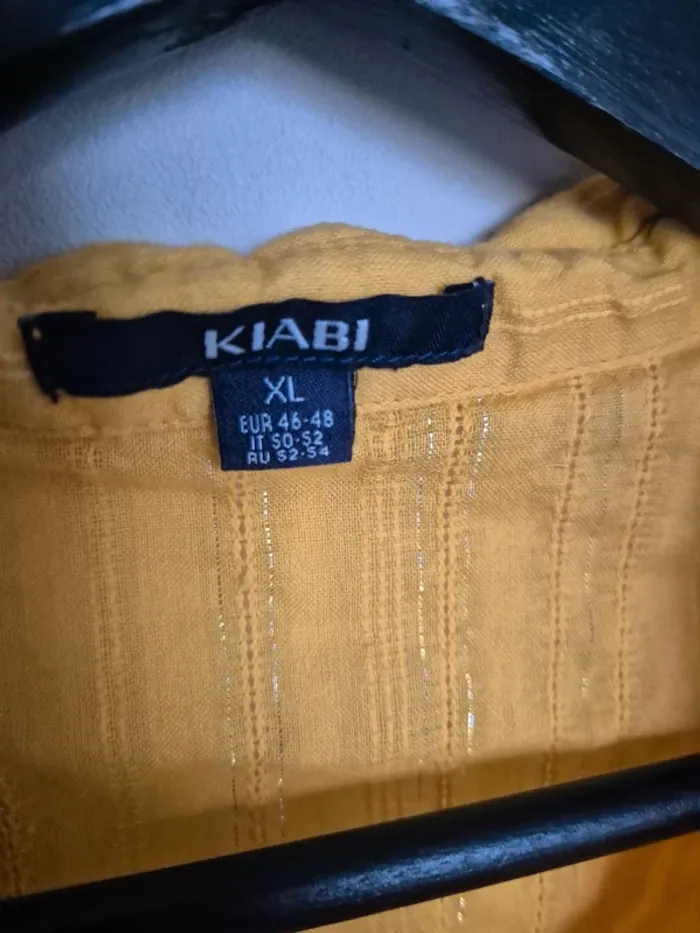 KIABI
XL
EUR 46-48
IT 50-52
RU 52-54